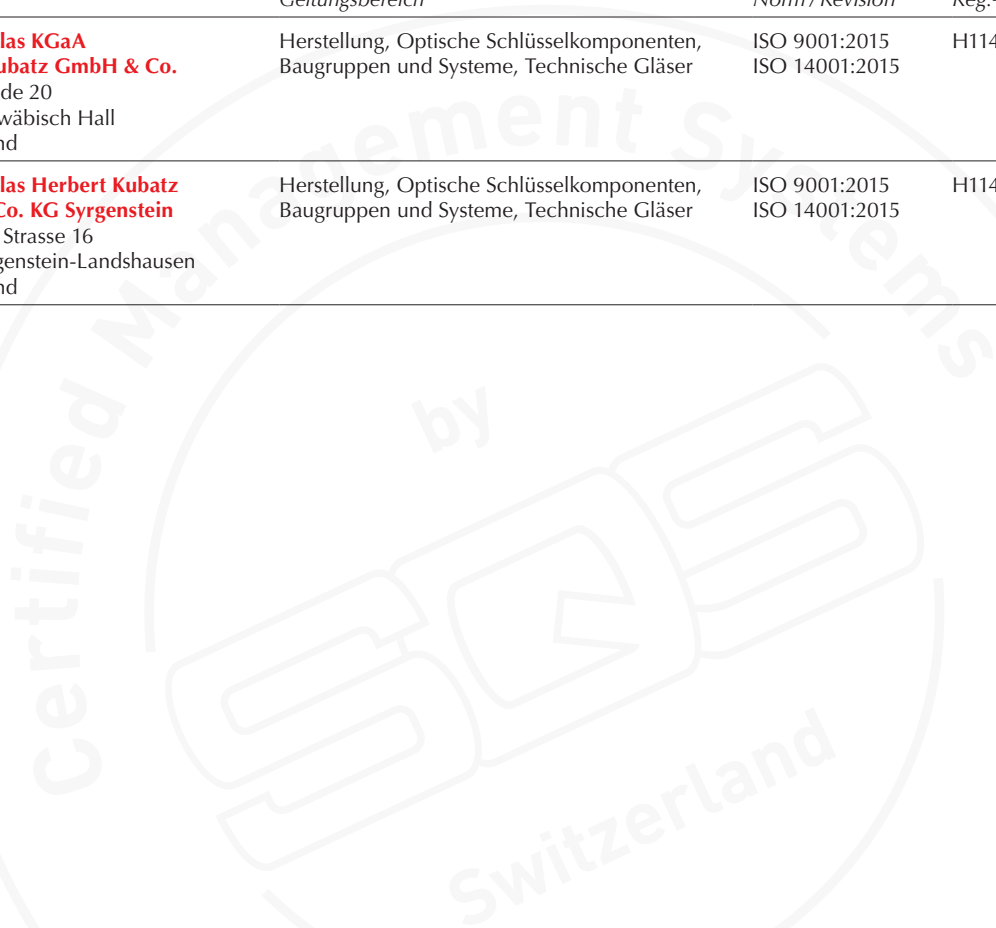 Geltungsbereich Norm / Revision Reg.-
las KGaA Herstellung, Optische Schlüsselkomponenten, ISO 9001:2015 H114
ubatz GmbH & Co. Baugruppen und Systeme, Technische Gläser ISO 14001:2015
de 20
wäbisch Hall
nd
las Herbert Kubatz Herstellung, Optische Schlüsselkomponenten, ISO 9001:2015 H114
Co. KG Syrgenstein Baugruppen und Systeme, Technische Gläser ISO 14001:2015
Strasse 16
genstein-Landshausen
nd
Certified Management Systems
by
SQS
Switzerland